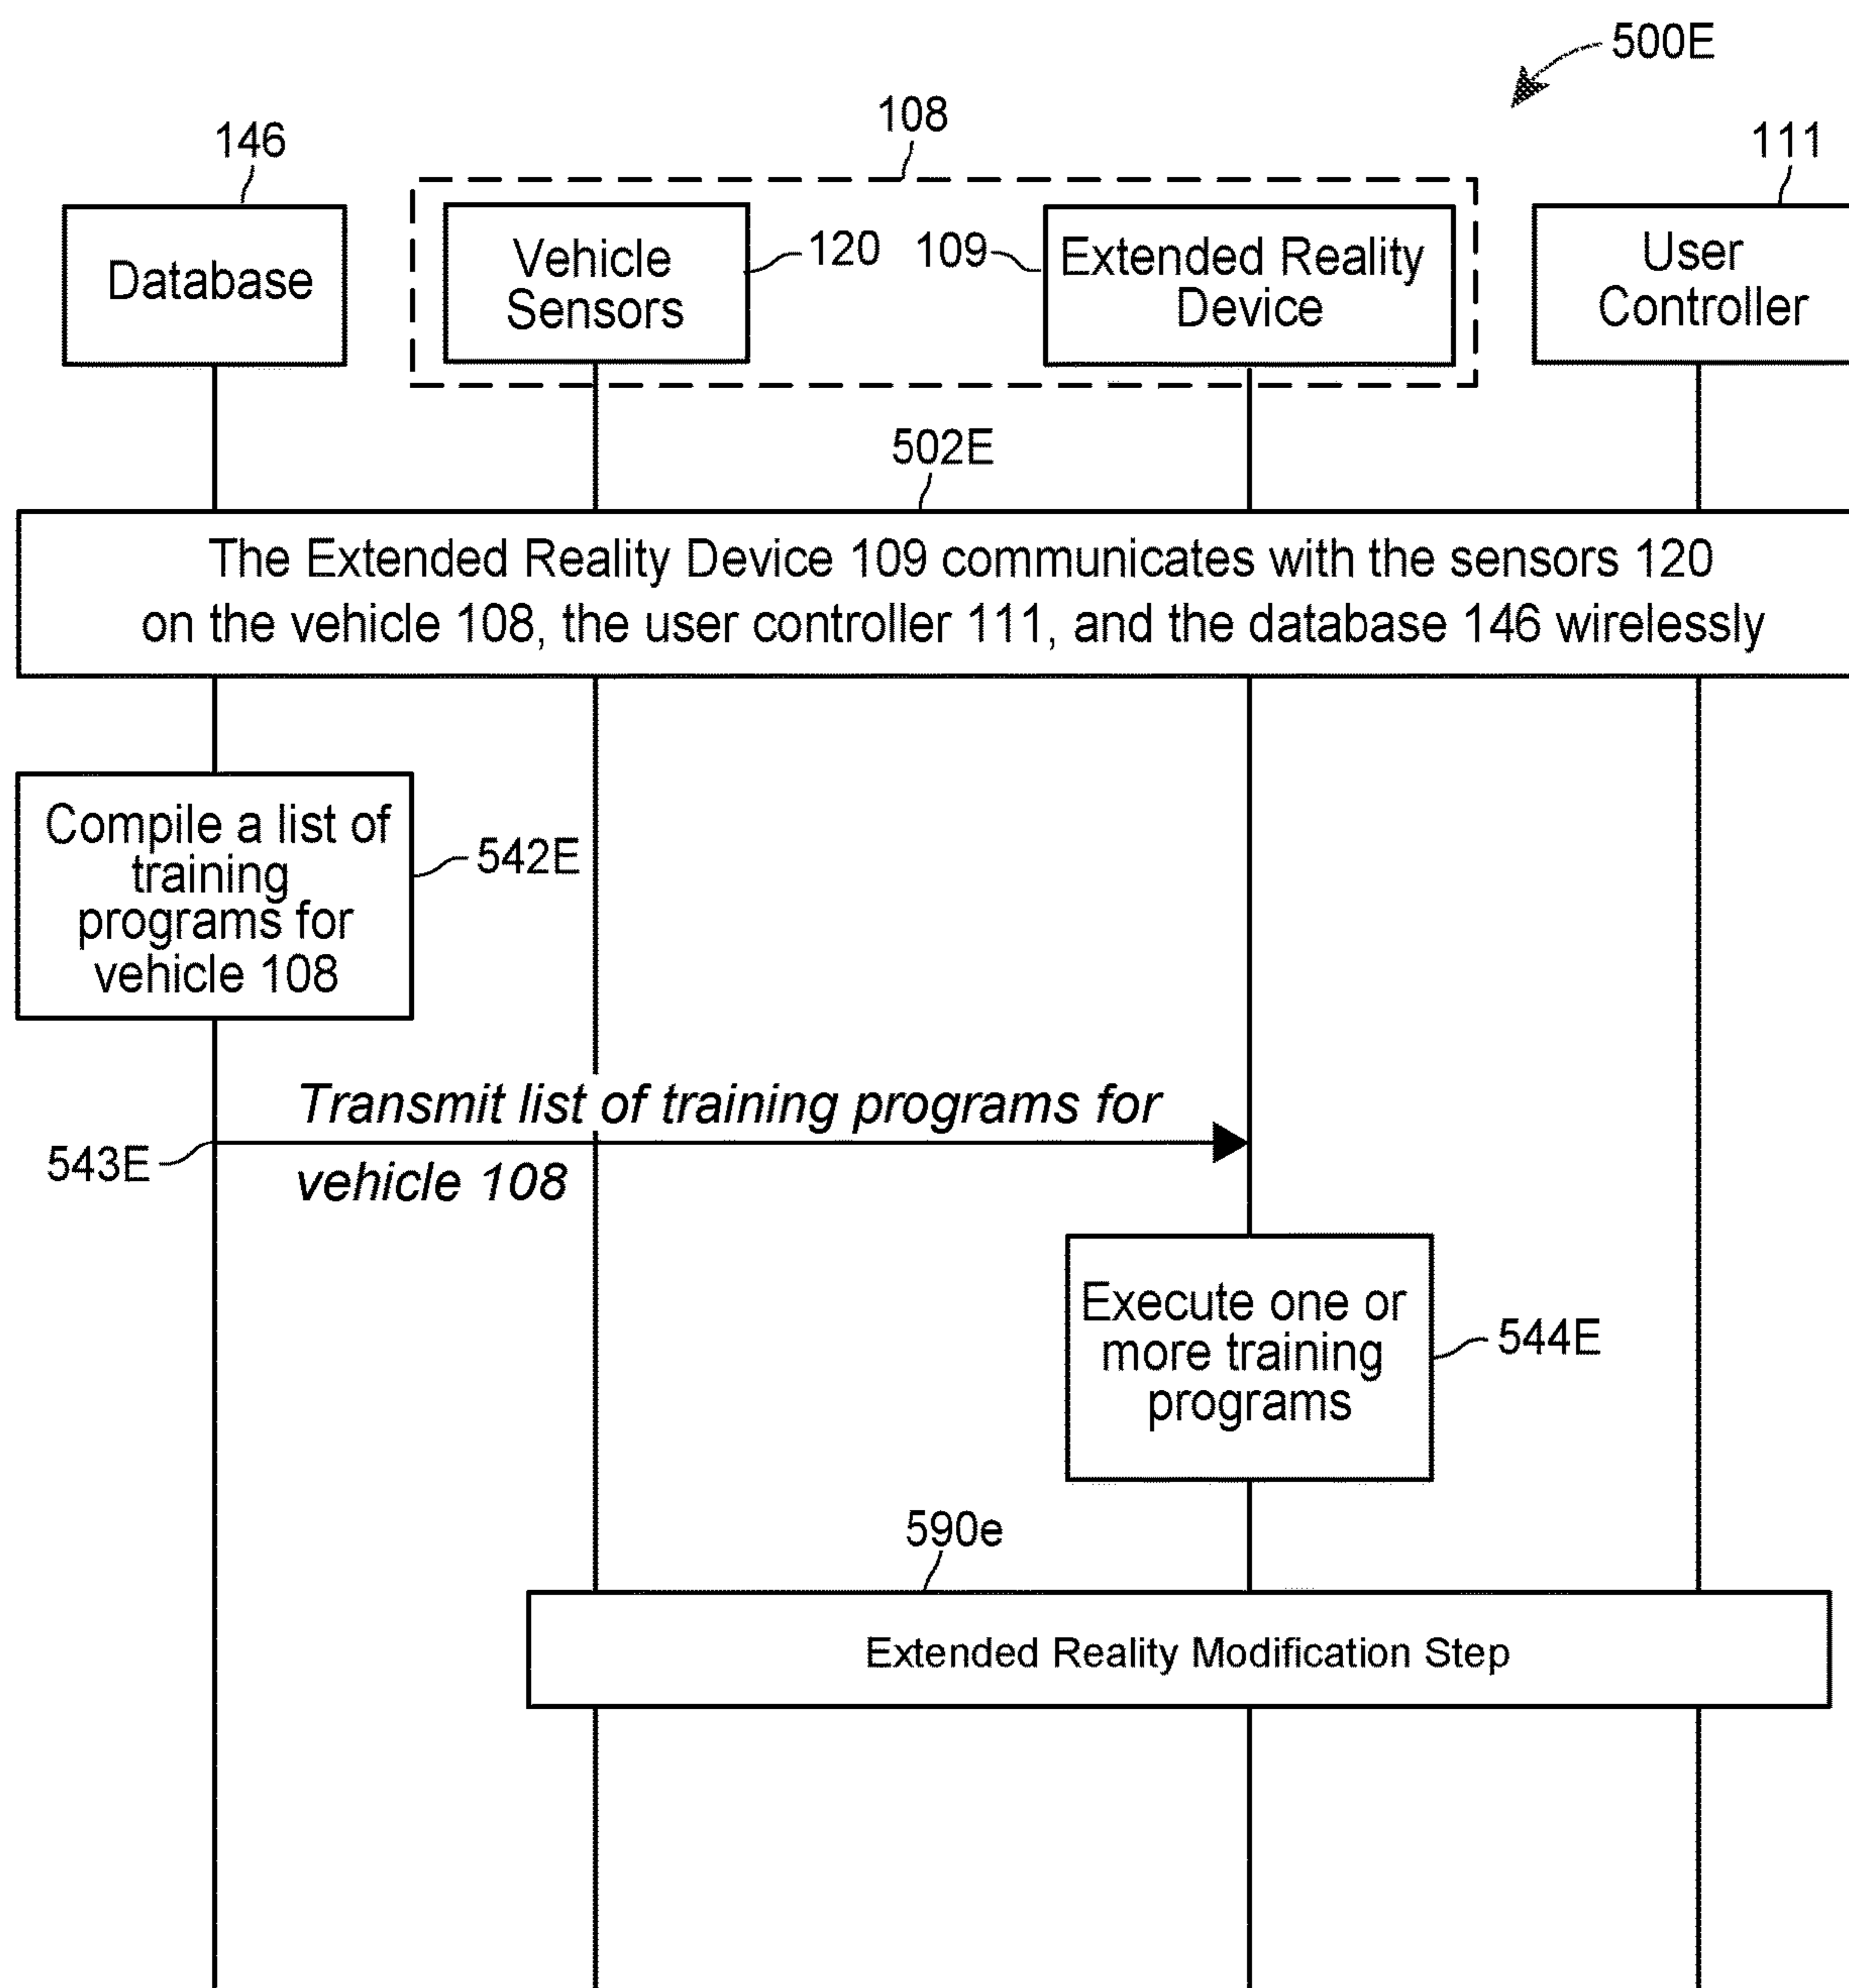 500E
108
146
111
Database
Vehicle
Sensors
120
109
Extended Reality
Device
User
Controller
502E
The Extended Reality Device 109 communicates with the sensors 120
on the vehicle 108, the user controller 111, and the database 146 wirelessly
Compile a list of
training
programs for
vehicle 108
542E
Transmit list of training programs for
543E
vehicle 108
Execute one or
more training
programs
544E
590e
Extended Reality Modification Step